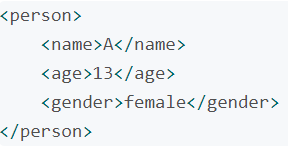 <person>
    <name>A</name>
    <age>13</age>
    <gender>female</gender>
</person>